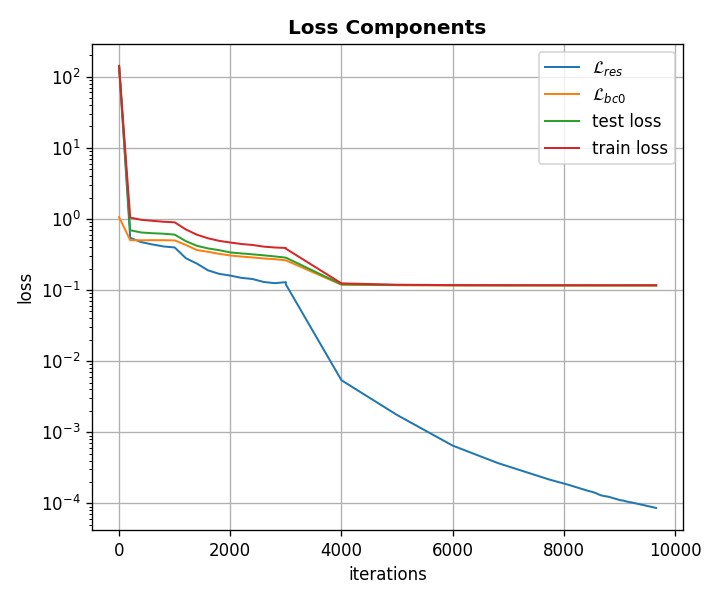 Loss Components
loss
10²
10¹
10⁰
10⁻¹
10⁻²
10⁻³
10⁻⁴
ℒ_res
ℒ_bc0
test loss
train loss
0 2000 4000 6000 8000 10000
iterations